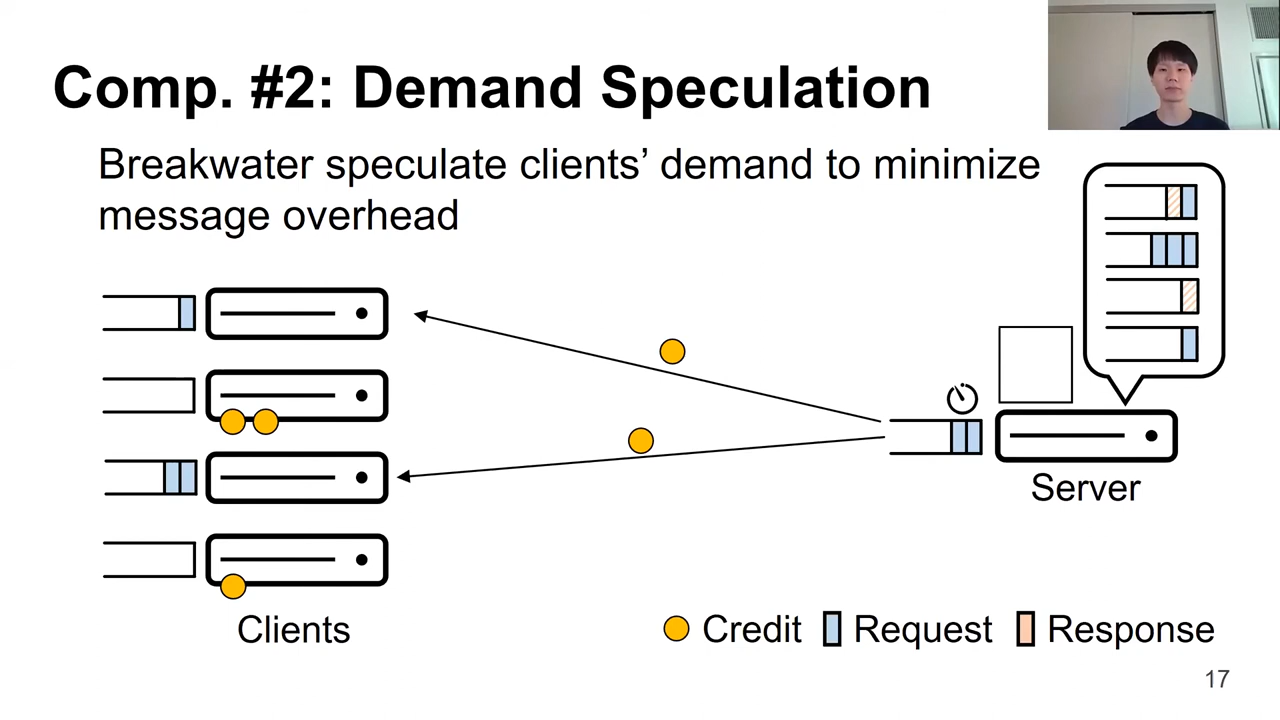 Comp. #2: Demand Speculation
Breakwater speculate clients’ demand to minimize
message overhead
Server
Clients
Credit
Request
Response
17